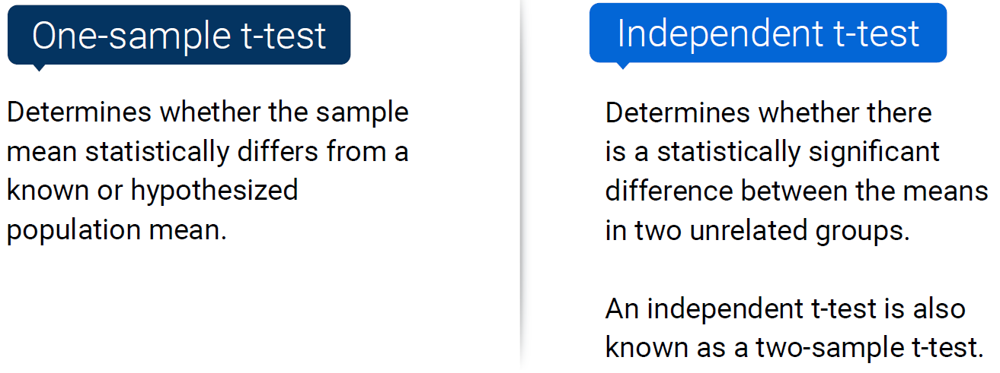 One-sample t-test
Determines whether the sample
mean statistically differs from a
known or hypothesized
population mean.
Independent t-test
Determines whether there
is a statistically significant
difference between the means
in two unrelated groups.
An independent t-test is also
known as a two-sample t-test.